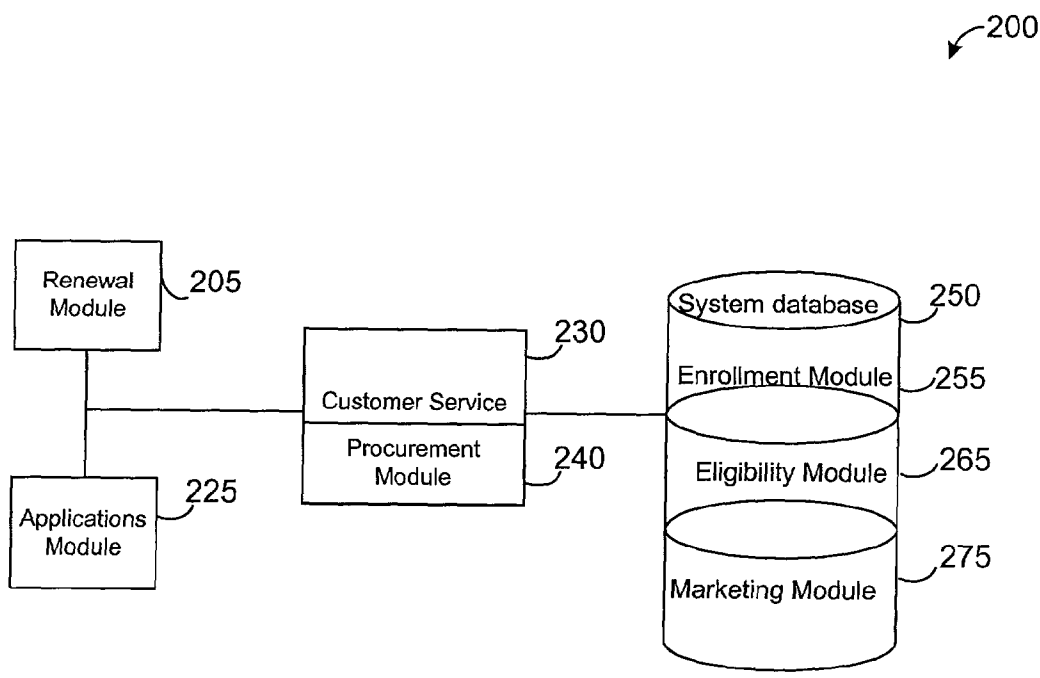 200
Renewal
Module
205
System database
250
230
Enrollment Module
255
Customer Service
Procurement
Module
240
Eligibility Module
265
Applications
Module
225
Marketing Module
275